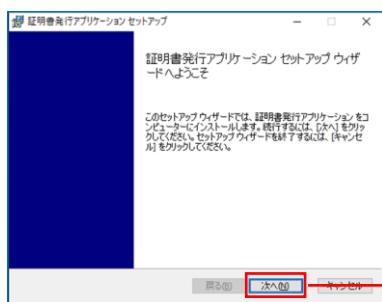 証明書発行アプリケーション セットアップ
証明書発行アプリケーション セットアップ ウィザ
ードへようこそ
このセットアップ ウィザードでは、証明書発行アプリケーション をコ
ンピューターにインストールします。続行するには、[次へ] をクリッ
クしてください。セットアップ ウィザードを終了するには、[キャンセ
ル] をクリックしてください。
戻る(B) 次へ(N) キャンセル